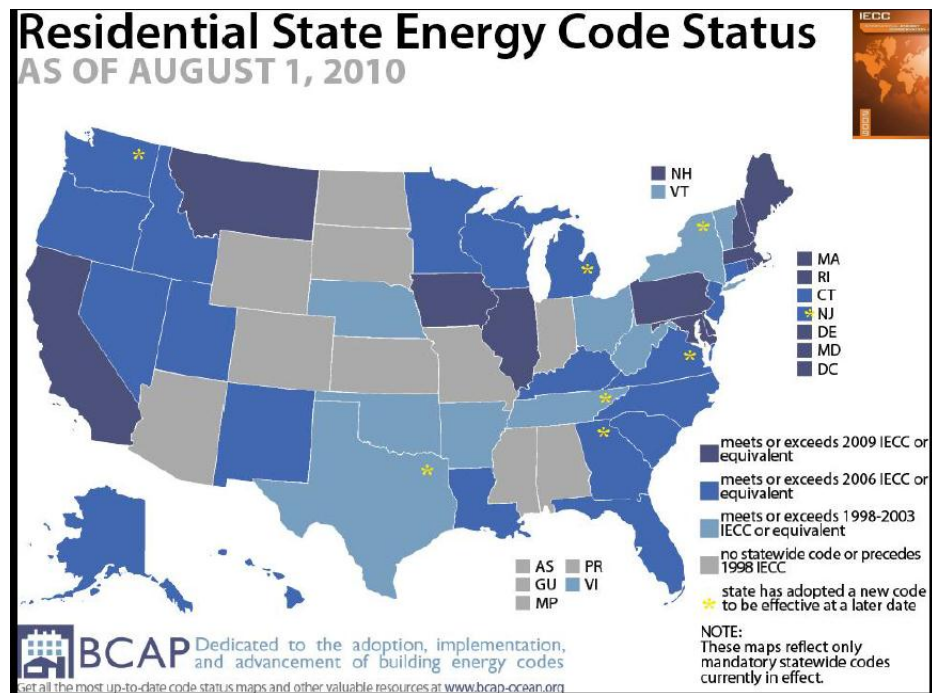 Residential State Energy Code Status
AS OF AUGUST 1, 2010
IECC
2009
NH
VT
MA
RI
CT
NJ
DE
MD
DC
meets or exceeds 2009 IECC or
equivalent
meets or exceeds 2006 IECC or
equivalent
meets or exceeds 1998-2003
IECC or equivalent
no statewide code or precedes
1998 IECC
state has adopted a new code
to be effective at a later date
AS
PR
GU
VI
MP
NOTE:
These maps reflect only
mandatory statewide codes
currently in effect.
BCAP
Dedicated to the adoption, implementation,
and advancement of building energy codes
Get all the most up-to-date code status maps and other valuable resources at www.bcap-ocean.org